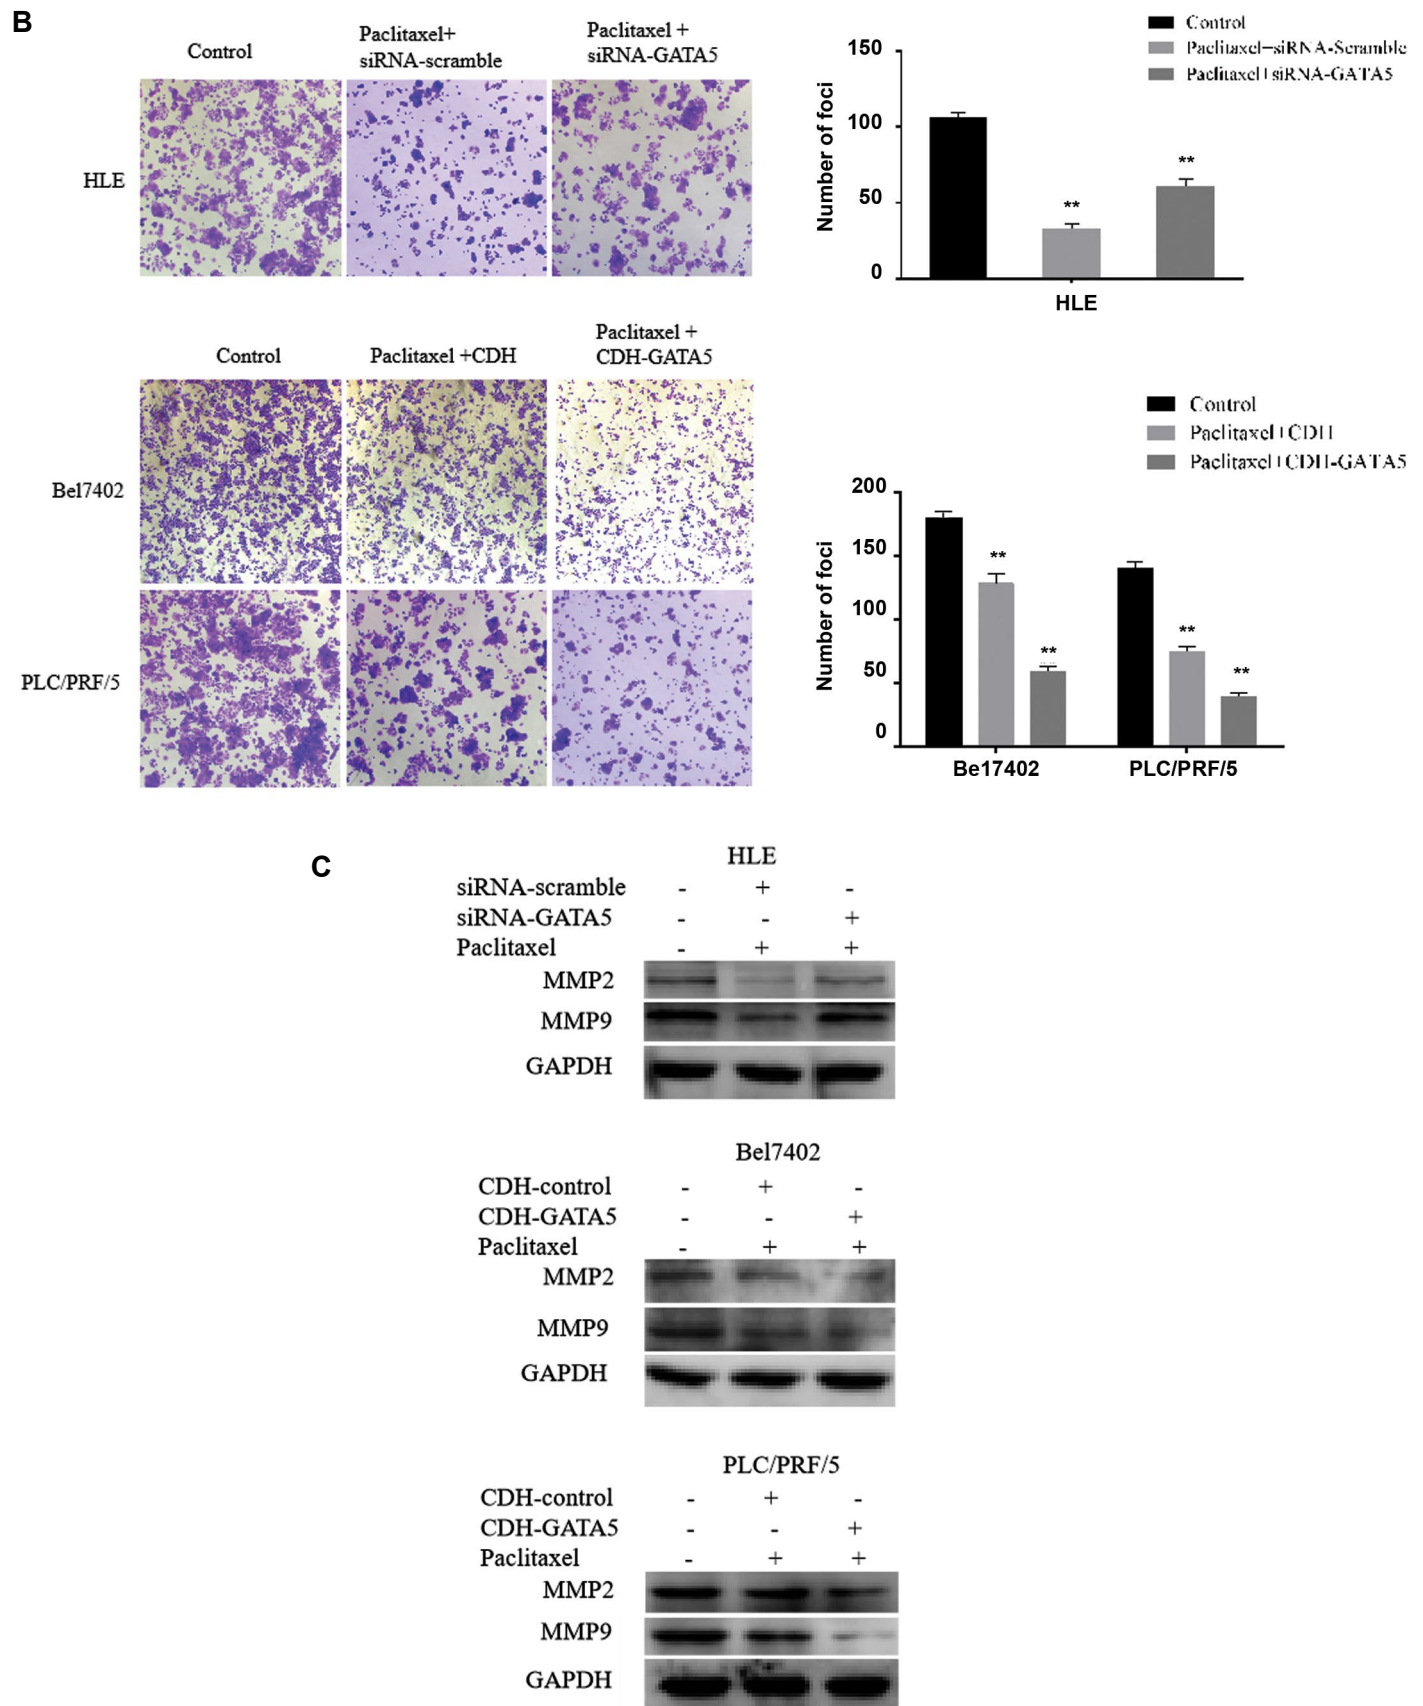 B
Control
Paclitaxel+
siRNA-scramble
Paclitaxel +
siRNA-GATA5
HLE
Control
Paclitaxel+siRNA-Scramble
Paclitaxel+siRNA-GATA5
Number of foci
150
100
50
0
**
**
HLE
Control
Paclitaxel +CDH
Paclitaxel +
CDH-GATA5
Bel7402
PLC/PRF/5
Control
Paclitaxel+CDH
Paclitaxel+CDH-GATA5
Number of foci
200
150
100
50
0
**
**
**
**
Be17402
PLC/PRF/5
C
HLE
siRNA-scramble - + -
siRNA-GATA5 - - +
Paclitaxel - + +
MMP2
MMP9
GAPDH
Bel7402
CDH-control - + -
CDH-GATA5 - - +
Paclitaxel - + +
MMP2
MMP9
GAPDH
PLC/PRF/5
CDH-control - + -
CDH-GATA5 - - +
Paclitaxel - + +
MMP2
MMP9
GAPDH